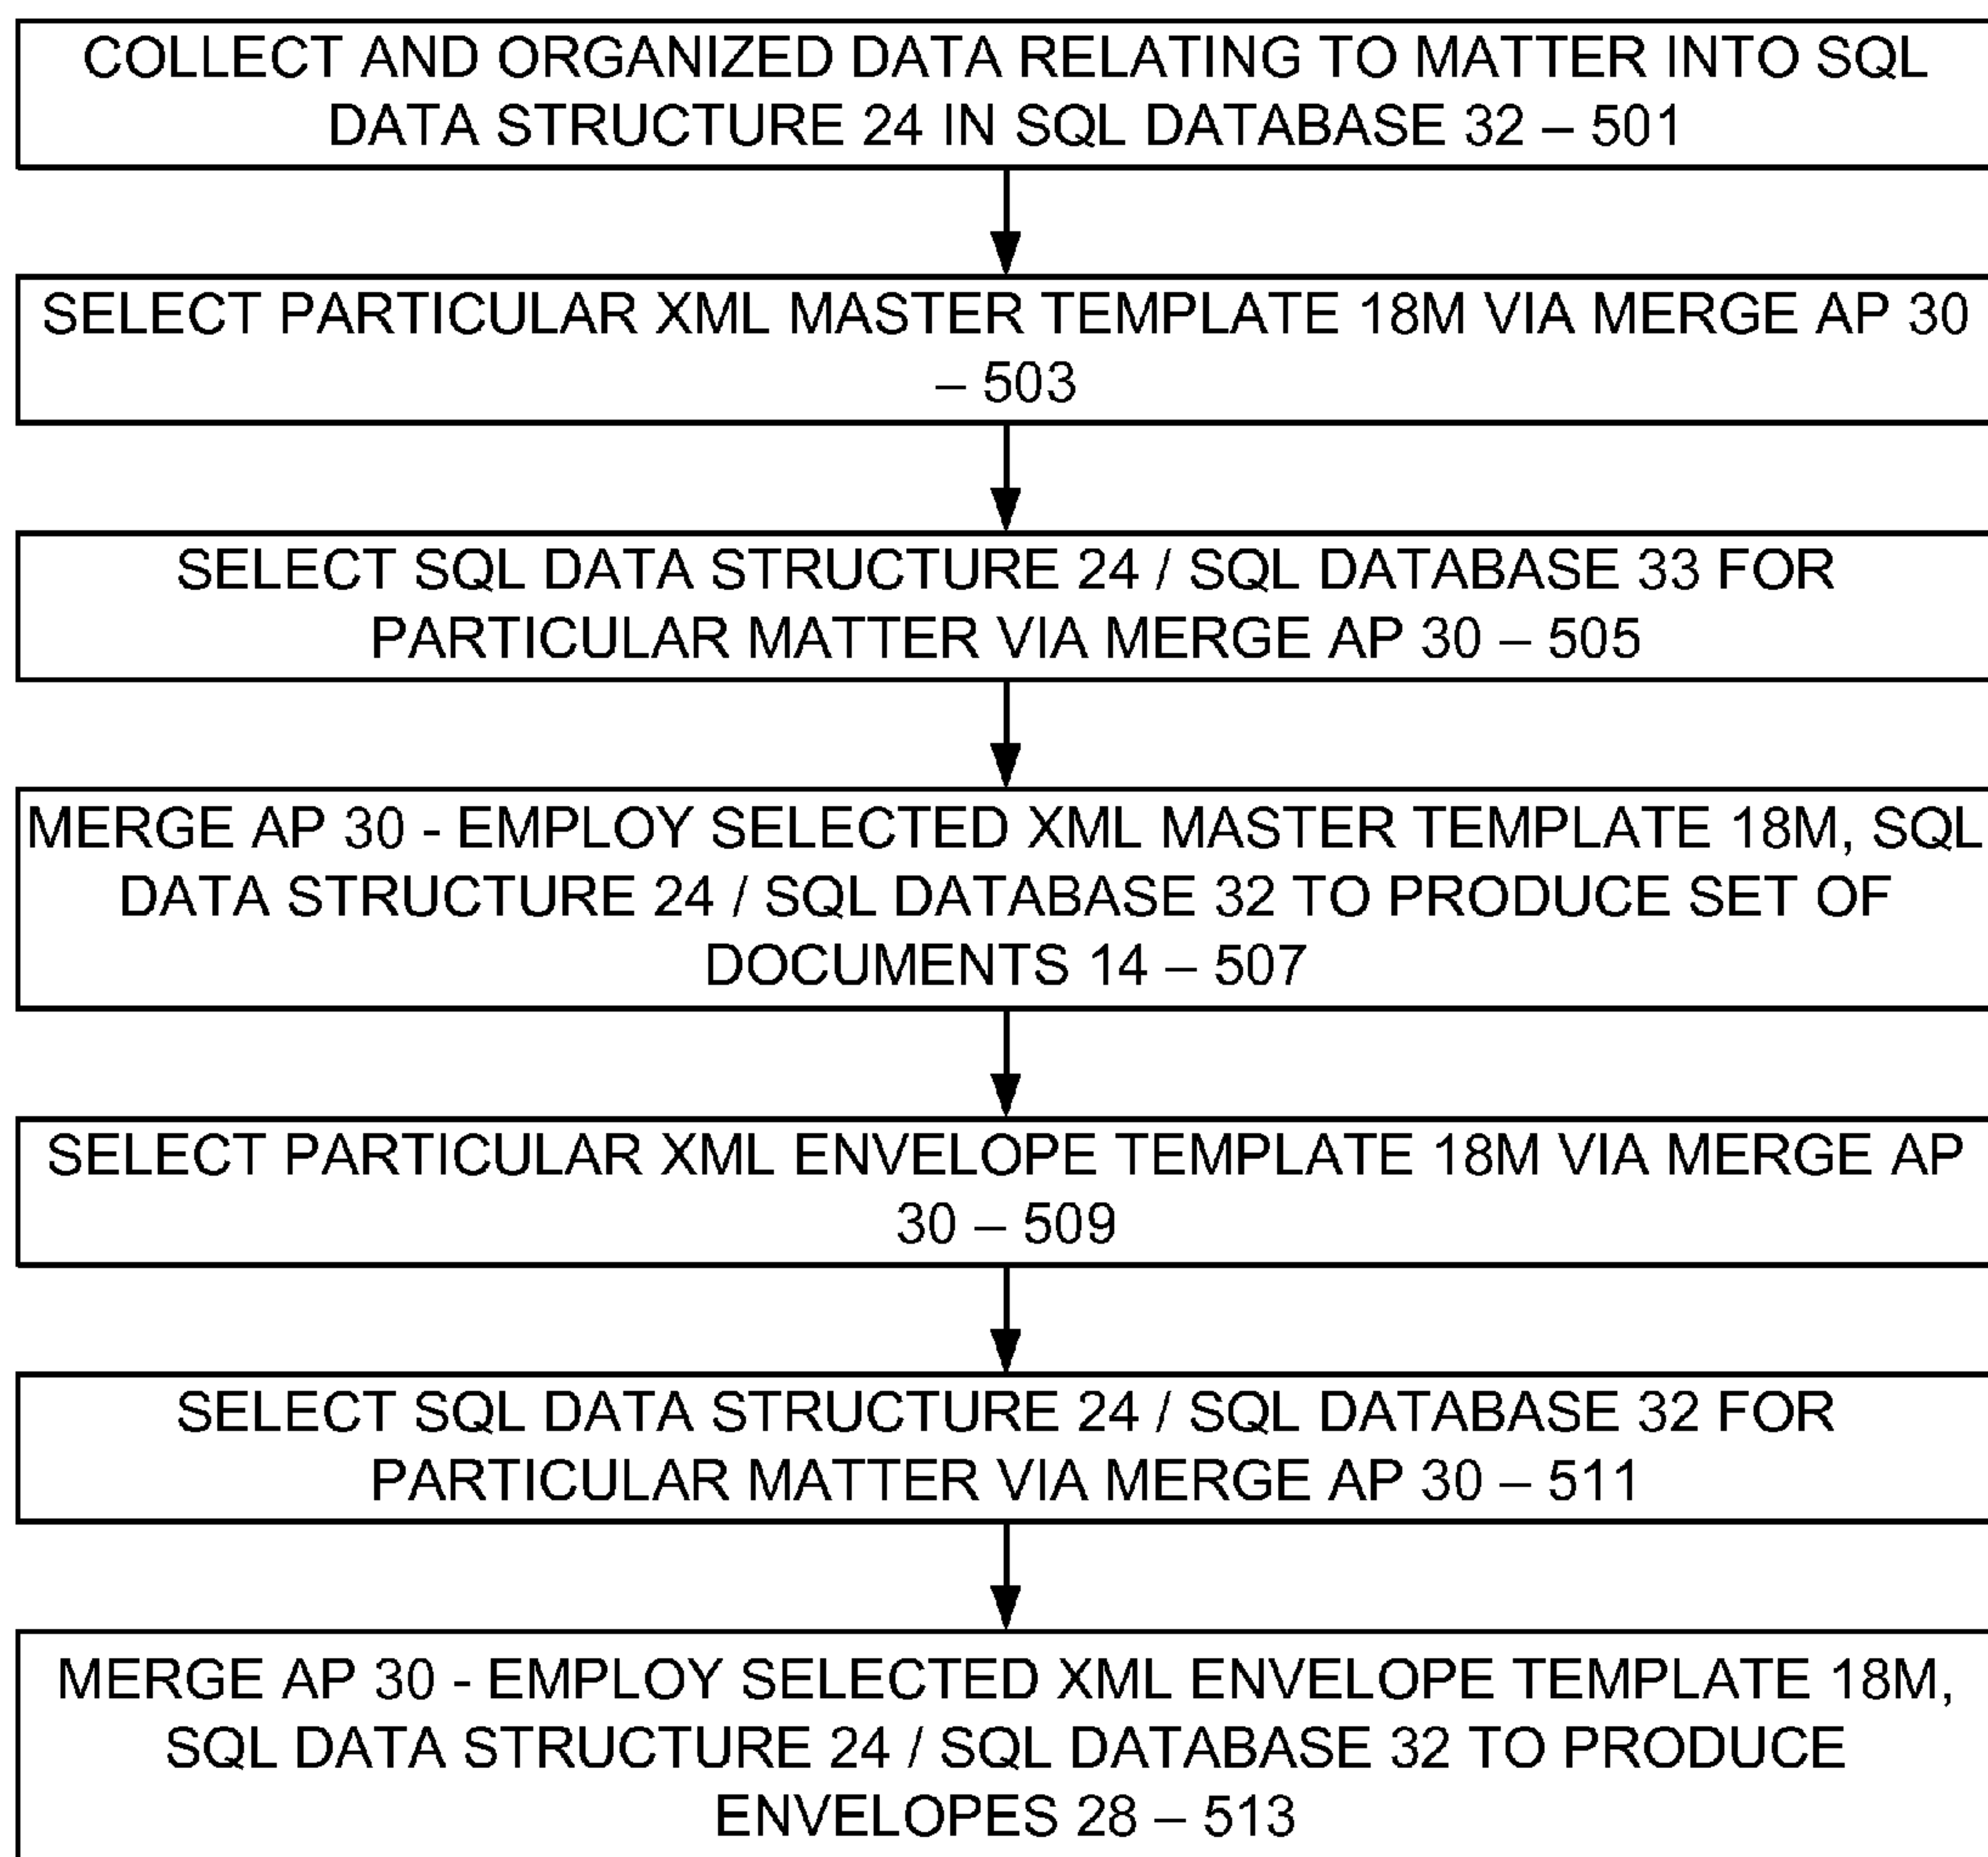 COLLECT AND ORGANIZED DATA RELATING TO MATTER INTO SQL
DATA STRUCTURE 24 IN SQL DATABASE 32 – 501
SELECT PARTICULAR XML MASTER TEMPLATE 18M VIA MERGE AP 30
– 503
SELECT SQL DATA STRUCTURE 24 / SQL DATABASE 33 FOR
PARTICULAR MATTER VIA MERGE AP 30 – 505
MERGE AP 30 - EMPLOY SELECTED XML MASTER TEMPLATE 18M, SQL
DATA STRUCTURE 24 / SQL DATABASE 32 TO PRODUCE SET OF
DOCUMENTS 14 – 507
SELECT PARTICULAR XML ENVELOPE TEMPLATE 18M VIA MERGE AP
30 – 509
SELECT SQL DATA STRUCTURE 24 / SQL DATABASE 32 FOR
PARTICULAR MATTER VIA MERGE AP 30 – 511
MERGE AP 30 - EMPLOY SELECTED XML ENVELOPE TEMPLATE 18M,
SQL DATA STRUCTURE 24 / SQL DATABASE 32 TO PRODUCE
ENVELOPES 28 – 513